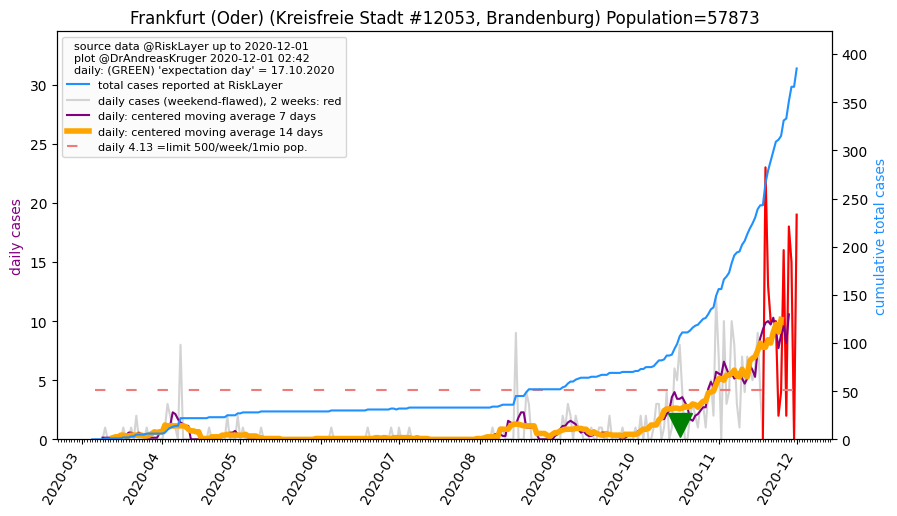 Frankfurt (Oder) (Kreisfreie Stadt #12053, Brandenburg) Population=57873
source data @RiskLayer up to 2020-12-01
plot @DrAndreasKruger 2020-12-01 02:42
daily: (GREEN) 'expectation day' = 17.10.2020
total cases reported at RiskLayer
daily cases (weekend-flawed), 2 weeks: red
daily: centered moving average 7 days
daily: centered moving average 14 days
daily 4.13 =limit 500/week/1mio pop.
daily cases
30
25
20
15
10
5
0
cumulative total cases
400
350
300
250
200
150
100
50
0
2020-03
2020-04
2020-05
2020-06
2020-07
2020-08
2020-09
2020-10
2020-11
2020-12